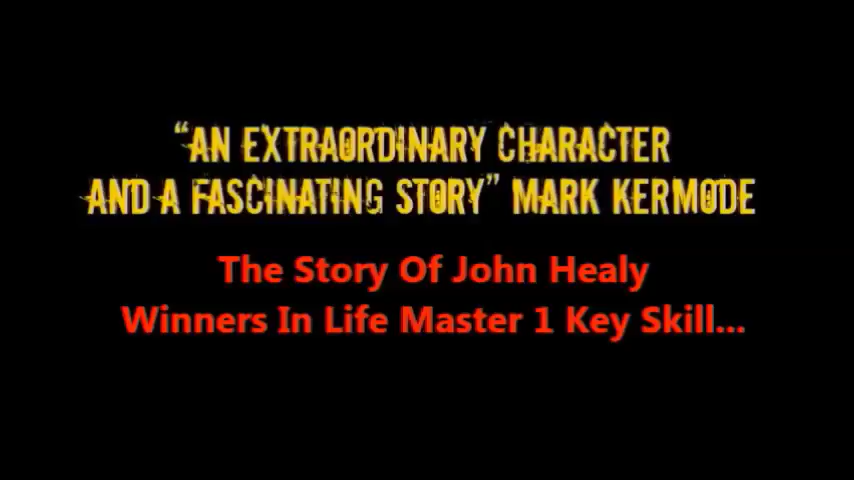 “AN EXTRAORDINARY CHARACTER
AND A FASCINATING STORY” MARK KERMODE
The Story Of John Healy
Winners In Life Master 1 Key Skill...